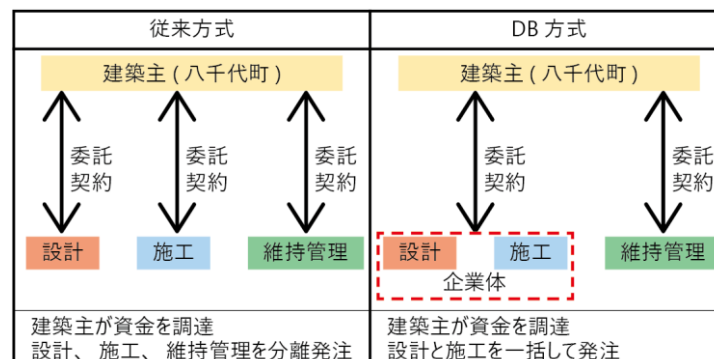 従来方式
DB 方式
建築主 ( 八千代町 )
建築主 ( 八千代町 )
委託
契約
委託
契約
委託
契約
委託
契約
委託
契約
設計
施工
維持管理
設計
施工
維持管理
企業体
建築主が資金を調達
設計、 施工、 維持管理を分離発注
建築主が資金を調達
設計と施工を一括して発注